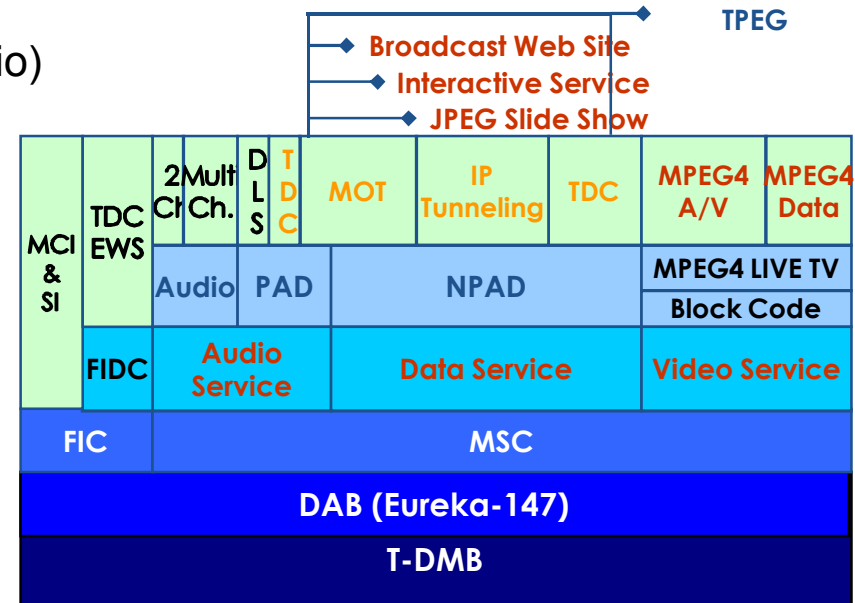 io)
TPEG
Broadcast Web Site
Interactive Service
JPEG Slide Show
MCI
&
SI
TDC
EWS
2
Ch
Mult
Ch.
D
L
S
T
D
C
MOT
IP
Tunneling
TDC
MPEG4
A/V
MPEG4
Data
Audio
PAD
NPAD
MPEG4 LIVE TV
Block Code
FIDC
Audio
Service
Data Service
Video Service
FIC
MSC
DAB (Eureka-147)
T-DMB